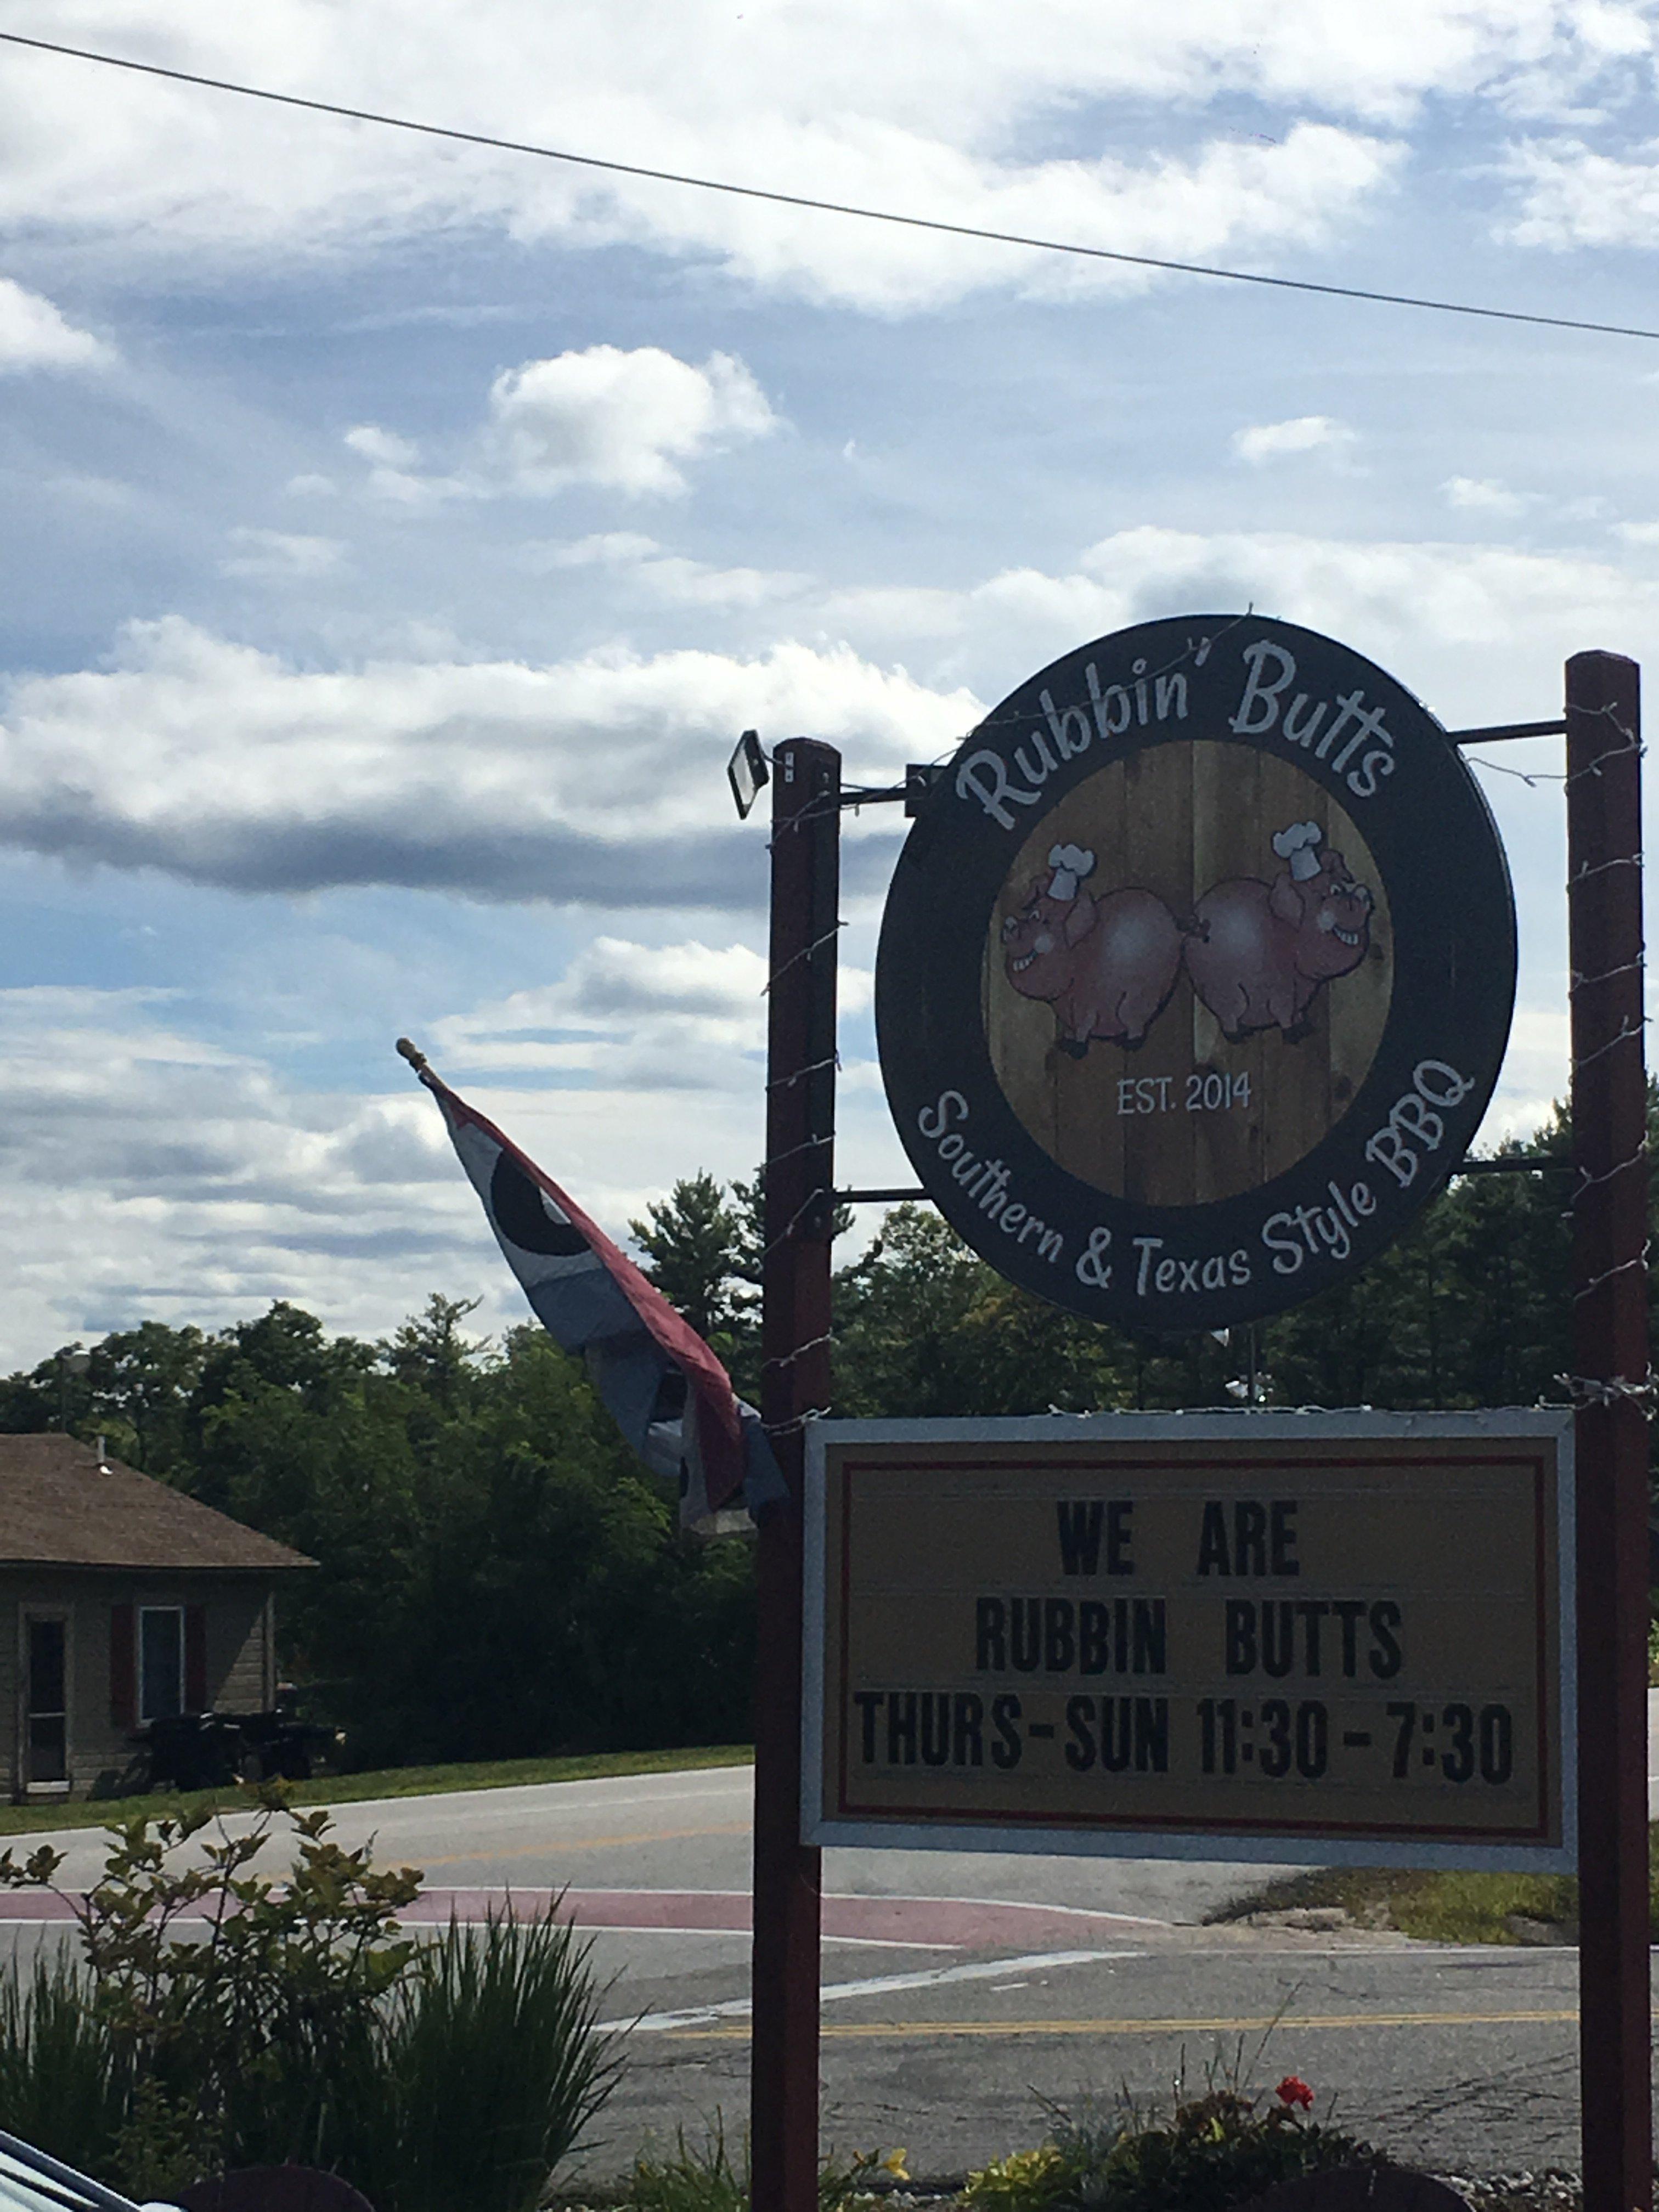 Rubbin' Butts
EST. 2014
Southern & Texas Style BBQ
WE ARE
RUBBIN BUTTS
THURS-SUN 11:30-7:30